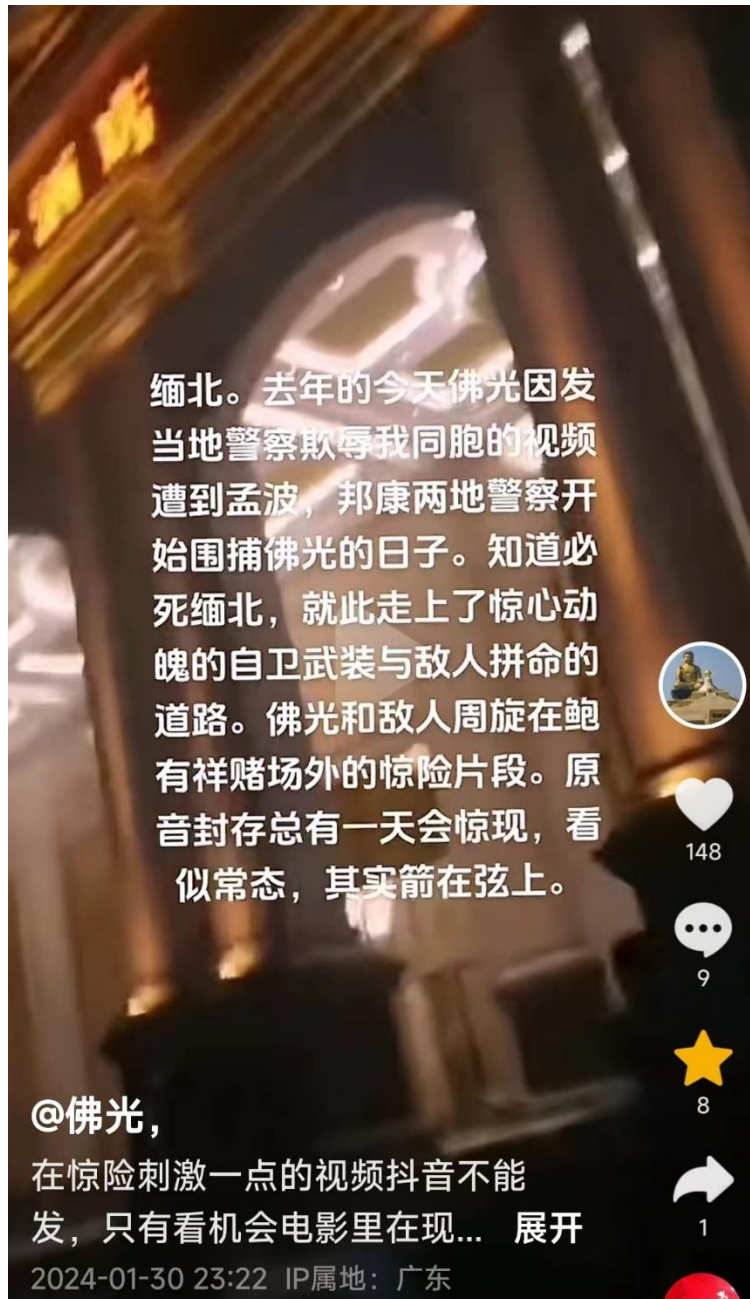 缅北。去年的今天佛光因发
当地警察欺辱我同胞的视频
遭到孟波，邦康两地警察开
始围捕佛光的日子。知道必
死缅北，就此走上了惊心动
魄的自卫武装与敌人拼命的
道路。佛光和敌人周旋在鲍
有祥赌场外的惊险片段。原
音封存总有一天会惊现，看
似常态，其实箭在弦上。
148
9
8
@佛光，
在惊险刺激一点的视频抖音不能
发，只有看机会电影里在现... 展开
1
2024-01-30 23:22 IP属地：广东